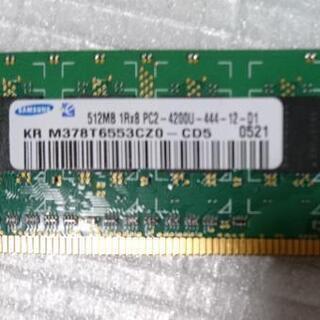 SAMSUNG
512MB 1Rx8 PC2-4200U-444-12-D1
KR M378T6553CZ0-CD5 0521